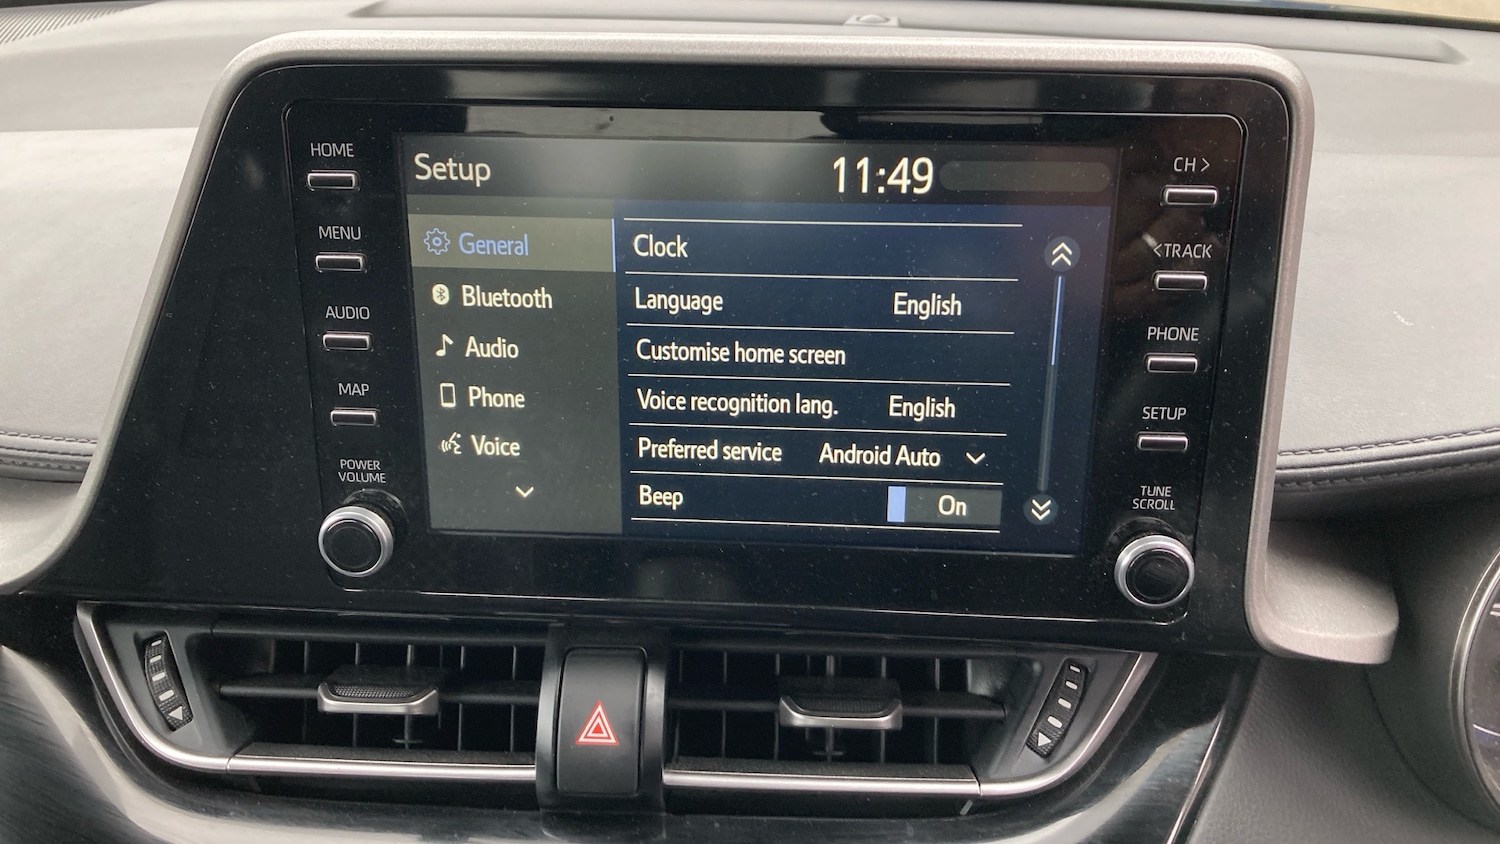 HOME
MENU
AUDIO
MAP
POWER
VOLUME
Setup 11:49
General
Bluetooth
Audio
Phone
Voice
Clock
Language English
Customise home screen
Voice recognition lang. English
Preferred service Android Auto
Beep On
CH >
<TRACK
PHONE
SETUP
TUNE
SCROLL